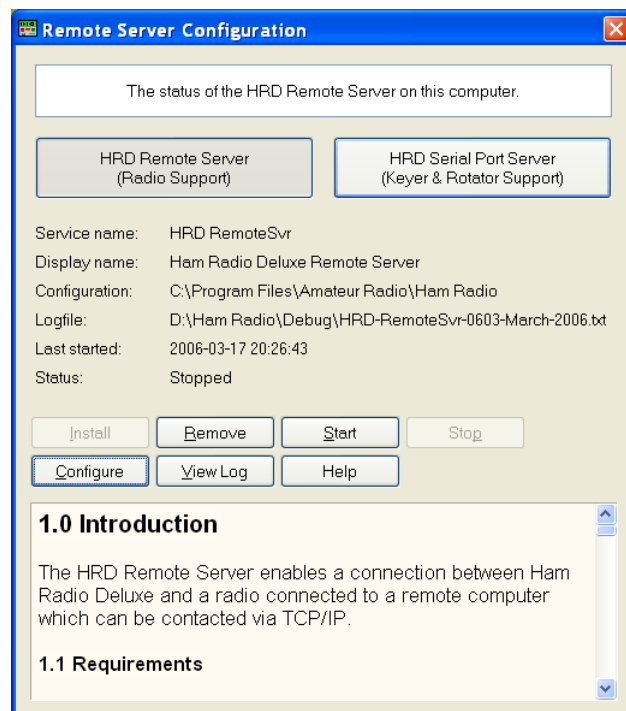 Remote Server Configuration
The status of the HRD Remote Server on this computer.
HRD Remote Server
(Radio Support)
HRD Serial Port Server
(Keyer & Rotator Support)
Service name: HRD RemoteSvr
Display name: Ham Radio Deluxe Remote Server
Configuration: C:\Program Files\Amateur Radio\Ham Radio
Logfile: D:\Ham Radio\Debug\HRD-RemoteSvr-0603-March-2006.txt
Last started: 2006-03-17 20:26:43
Status: Stopped
Install Remove Start Stop
Configure View Log Help
1.0 Introduction
The HRD Remote Server enables a connection between Ham
Radio Deluxe and a radio connected to a remote computer
which can be contacted via TCP/IP.
1.1 Requirements